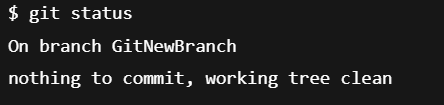 $ git status
On branch GitNewBranch
nothing to commit, working tree clean